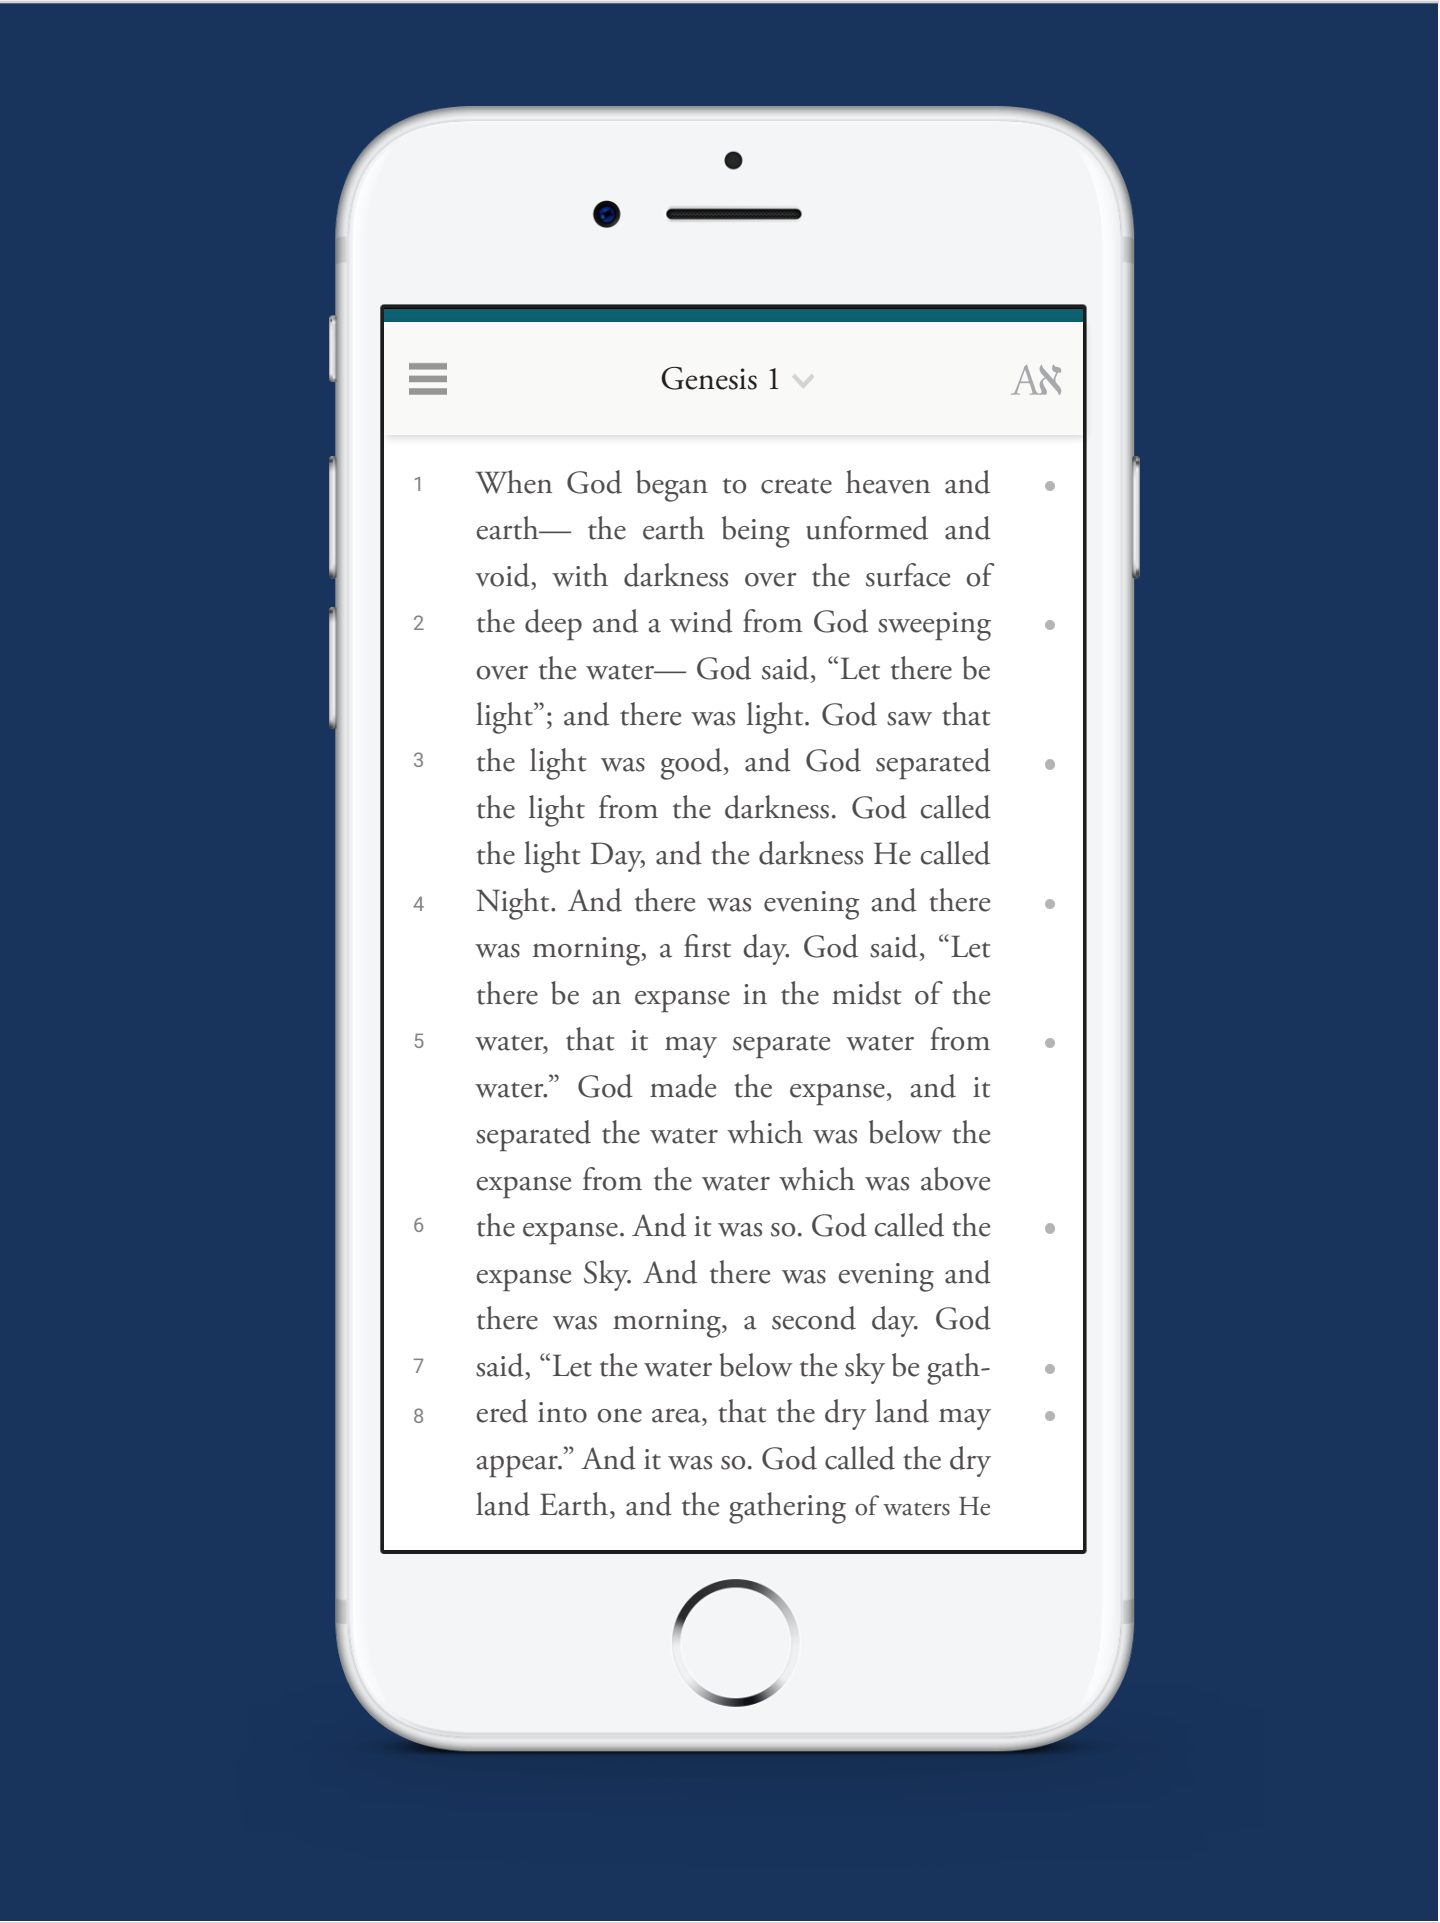 Genesis 1
Aא
1 When God began to create heaven and
earth— the earth being unformed and
void, with darkness over the surface of
2 the deep and a wind from God sweeping
over the water— God said, “Let there be
light”; and there was light. God saw that
3 the light was good, and God separated
the light from the darkness. God called
the light Day, and the darkness He called
4 Night. And there was evening and there
was morning, a first day. God said, “Let
there be an expanse in the midst of the
5 water, that it may separate water from
water.” God made the expanse, and it
separated the water which was below the
expanse from the water which was above
6 the expanse. And it was so. God called the
expanse Sky. And there was evening and
there was morning, a second day. God
7 said, “Let the water below the sky be gath-
8 ered into one area, that the dry land may
appear.” And it was so. God called the dry
land Earth, and the gathering of waters He